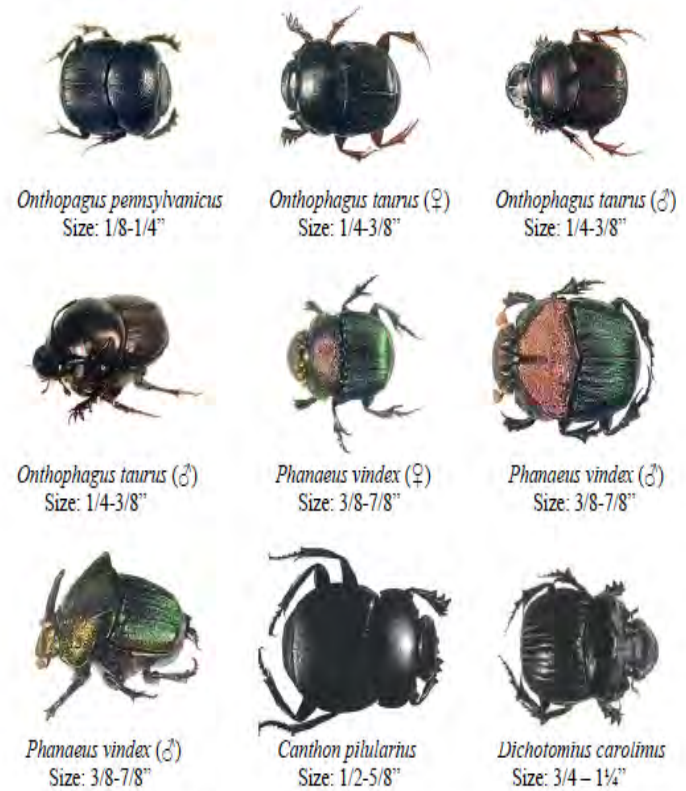 Onthopagus pennsylvanicus
Size: 1/8-1/4”
Onthophagus taurus (♀)
Size: 1/4-3/8”
Onthophagus taurus (♂)
Size: 1/4-3/8”
Onthophagus taurus (♂)
Size: 1/4-3/8”
Phanaeus vindex (♀)
Size: 3/8-7/8”
Phanaeus vindex (♂)
Size: 3/8-7/8”
Phanaeus vindex (♂)
Size: 3/8-7/8”
Canthon pilularius
Size: 1/2-5/8”
Dichotomius carolinus
Size: 3/4 – 1¼”